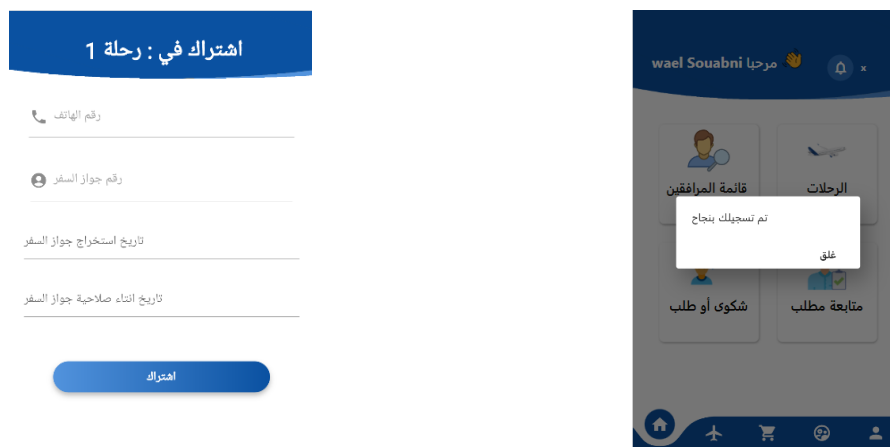 اشتراك في : رحلة 1
رقم الهاتف
رقم جواز السفر
تاريخ استخراج جواز السفر
تاريخ انتاء صلاحية جواز السفر
اشتراك
مرحبا wael Souabni
قائمة المرافقين
الرحلات
تم تسجيلك بنجاح
غلق
شكوى أو طلب
متابعة مطلب